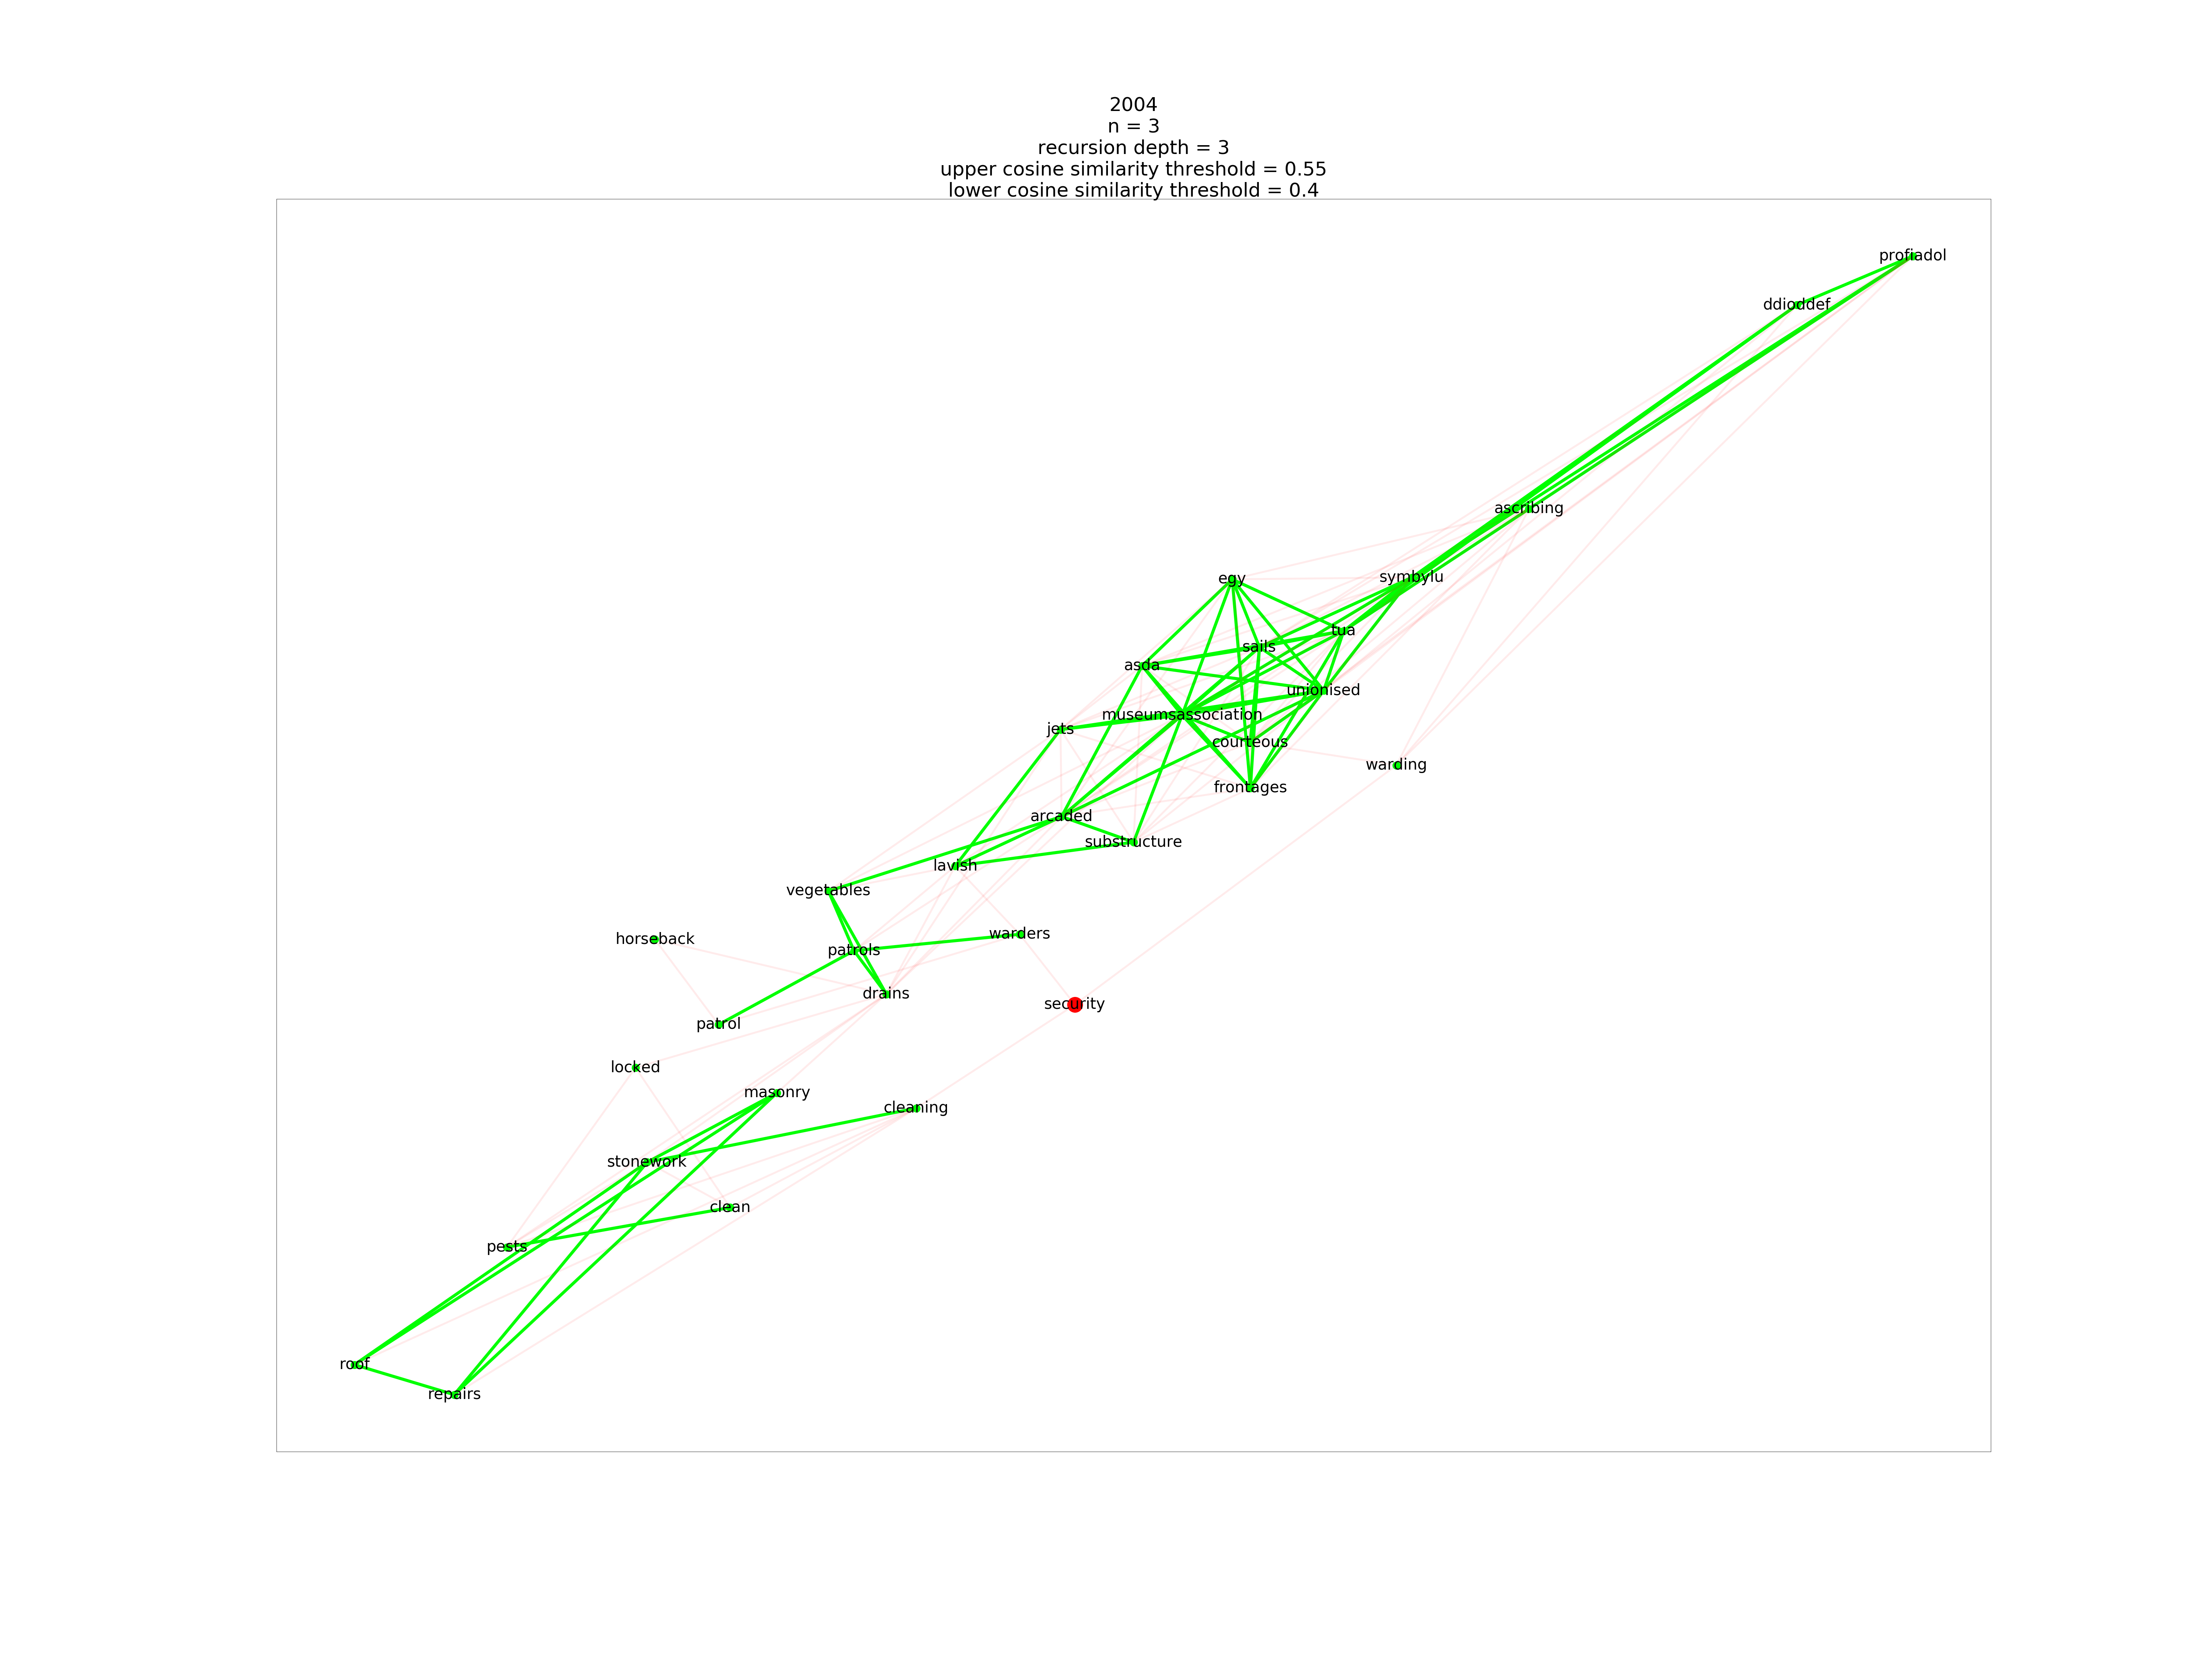 2004
n = 3
recursion depth = 3
upper cosine similarity threshold = 0.55
lower cosine similarity threshold = 0.4
profiadol
ddioddef
ascribing
egy
symbylu
tua
sails
asda
unionised
museumsassociation
jets
courteous
warding
frontages
arcaded
substructure
lavish
vegetables
warders
horseback
patrols
drains
security
patrol
locked
masonry
cleaning
stonework
clean
pests
roof
repairs